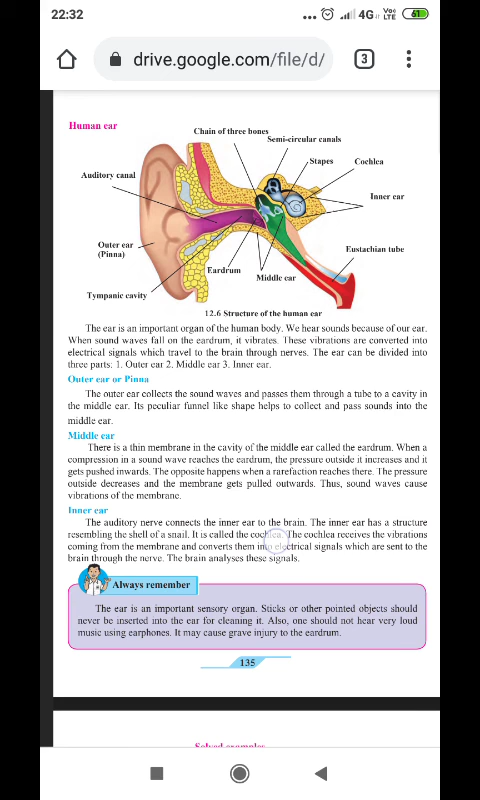 22:32
4G
Vo LTE
61
drive.google.com/file/d/
3
Human ear
Chain of three bones
Semi-circular canals
Stapes
Cochlca
Auditory canal
Inner ear
Outer ear
(Pinna)
Eustachian tube
Eardrum
Middle ear
Tympanic cavity
12.6 Structure of the human ear
The ear is an important organ of the human body. We hear sounds because of our ear.
When sound waves fall on the eardrum, it vibrates. These vibrations are converted into
electrical signals which travel to the brain through nerves. The ear can be divided into
three parts: 1. Outer ear 2. Middle ear 3. Inner ear.
Outer ear or Pinna
The outer ear collects the sound waves and passes them through a tube to a cavity in
the middle ear. Its peculiar funnel like shape helps to collect and pass sounds into the
middle ear.
Middle ear
There is a thin membrane in the cavity of the middle ear called the eardrum. When a
compression in a sound wave reaches the eardrum, the pressure outside it increases and it
gets pushed inwards. The opposite happens when a rarefaction reaches there. The pressure
outside decreases and the membrane gets pulled outwards. Thus, sound waves cause
vibrations of the membrane.
Inner ear
The auditory nerve connects the inner ear to the brain. The inner ear has a structure
resembling the shell of a snail. It is called the cochlea. The cochlea receives the vibrations
coming from the membrane and converts them into electrical signals which are sent to the
brain through the nerve. The brain analyses these signals.
Always remember
The ear is an important sensory organ. Sticks or other pointed objects should
never be inserted into the ear for cleaning it. Also, one should not hear very loud
music using earphones. It may cause grave injury to the eardrum.
135
Solved examples